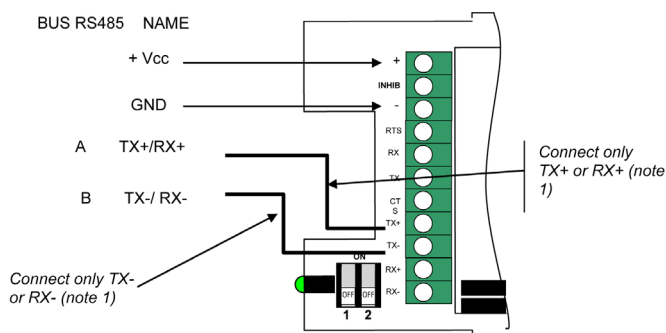 BUS RS485 NAME
+ Vcc
GND
A TX+/RX+
B TX-/ RX-
Connect only TX-
or RX- (note 1)
+
INHIB
-
RTS
RX
TX
CT
S
TX+
TX-
RX+
RX-
ON
OFF OFF
1 2
Connect only
TX+ or RX+ (note
1)